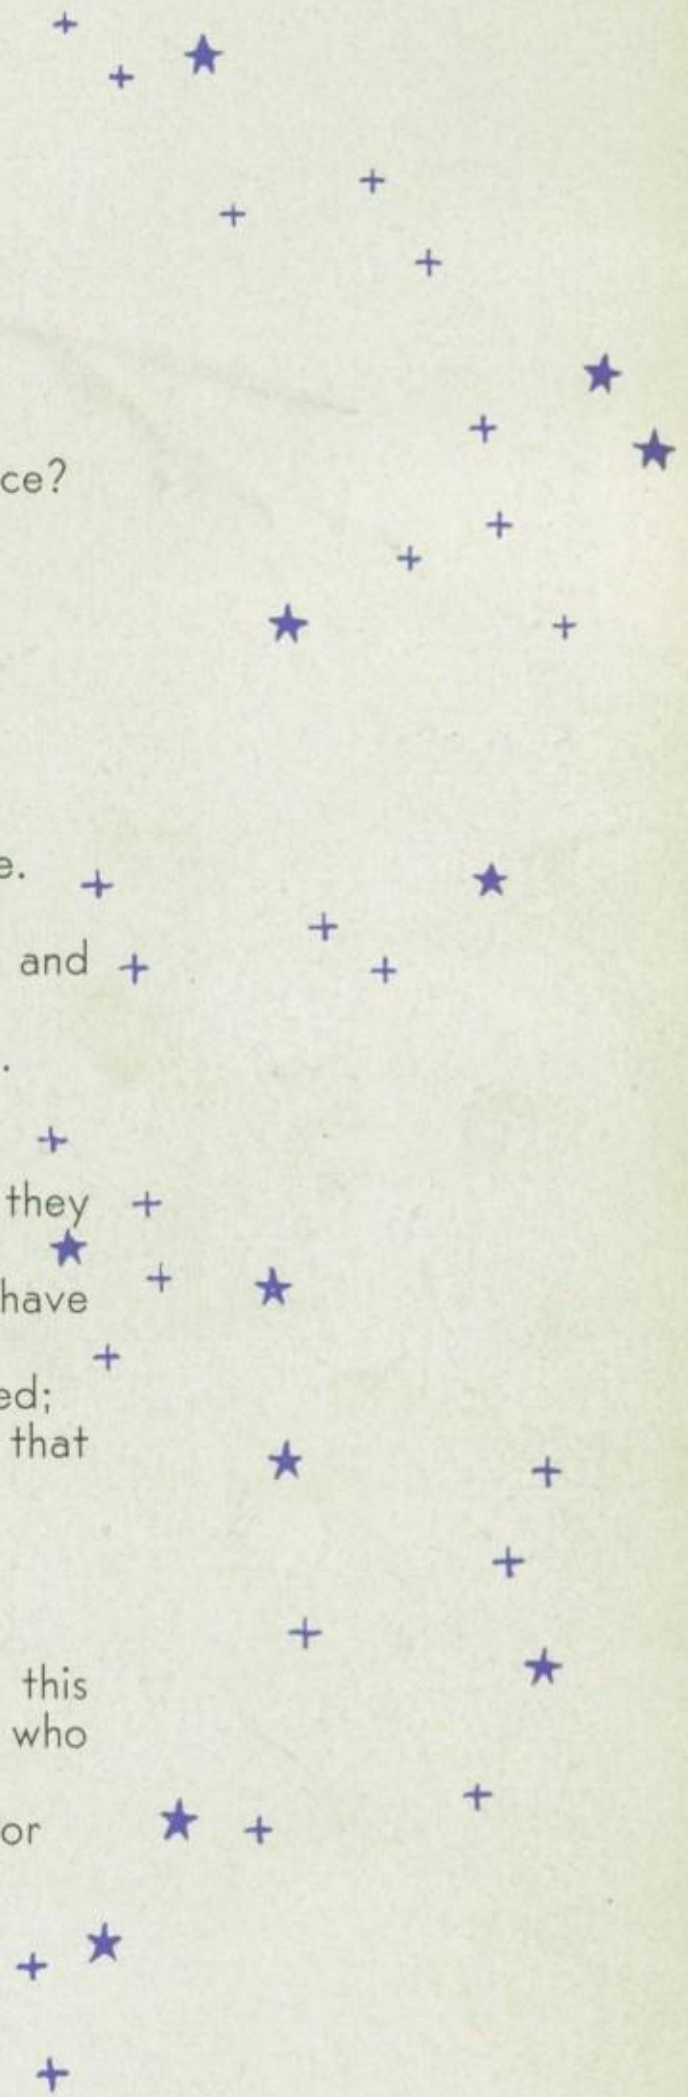 ce?
e.
and
.
they
have
ed;
that
this
who
or